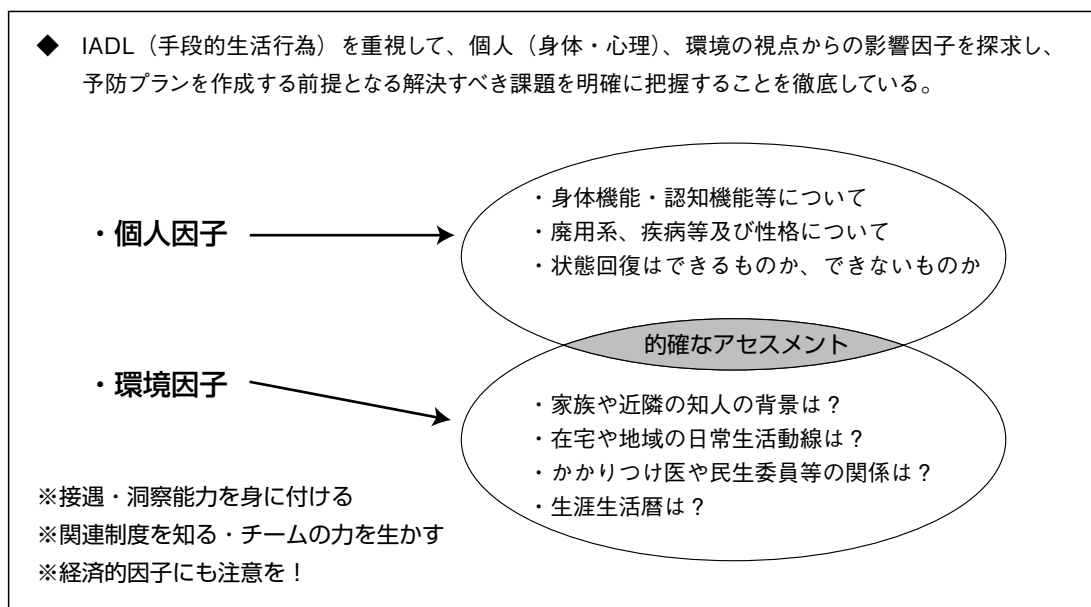 ◆ IADL（手段的生活行為）を重視して、個人（身体・心理）、環境の視点からの影響因子を探求し、
予防プランを作成する前提となる解決すべき課題を明確に把握することを徹底している。
・個人因子
・身体機能・認知機能等について
・廃用系、疾病等及び性格について
・状態回復はできるものか、できないものか
的確なアセスメント
・環境因子
・家族や近隣の知人の背景は？
・在宅や地域の日常生活動線は？
・かかりつけ医や民生委員等の関係は？
・生涯生活暦は？
※接遇・洞察能力を身に付ける
※関連制度を知る・チームの力を生かす
※経済的因子にも注意を！